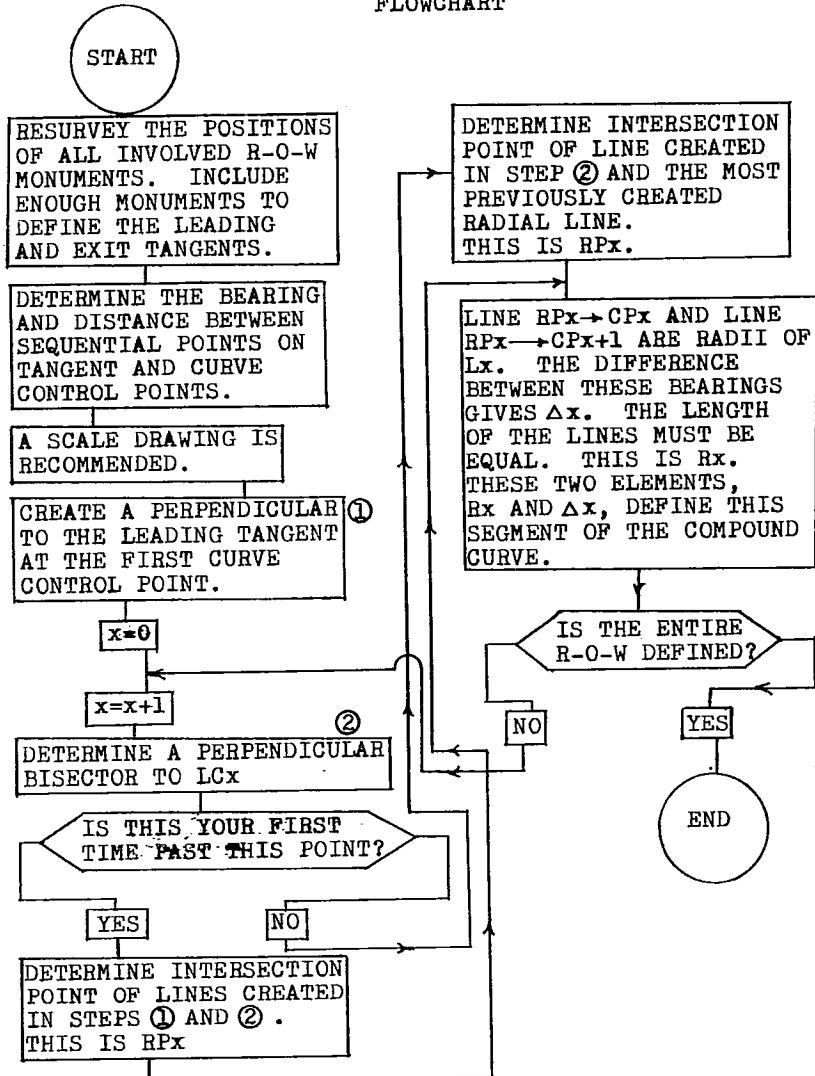 FLOWCHART
START
RESURVEY THE POSITIONS
OF ALL INVOLVED R-O-W
MONUMENTS. INCLUDE
ENOUGH MONUMENTS TO
DEFINE THE LEADING
AND EXIT TANGENTS.
DETERMINE THE BEARING
AND DISTANCE BETWEEN
SEQUENTIAL POINTS ON
TANGENT AND CURVE
CONTROL POINTS.
A SCALE DRAWING IS
RECOMMENDED.
CREATE A PERPENDICULAR ①
TO THE LEADING TANGENT
AT THE FIRST CURVE
CONTROL POINT.
x=0
x=x+1
②
DETERMINE A PERPENDICULAR
BISECTOR TO LCx
IS THIS YOUR FIRST
TIME PAST THIS POINT?
YES
NO
DETERMINE INTERSECTION
POINT OF LINES CREATED
IN STEPS ① AND ② .
THIS IS RPx
DETERMINE INTERSECTION
POINT OF LINE CREATED
IN STEP ② AND THE MOST
PREVIOUSLY CREATED
RADIAL LINE.
THIS IS RPx.
LINE RPx→CPx AND LINE
RPx→CPx+1 ARE RADII OF
Lx. THE DIFFERENCE
BETWEEN THESE BEARINGS
GIVES Δx. THE LENGTH
OF THE LINES MUST BE
EQUAL. THIS IS Rx.
THESE TWO ELEMENTS,
Rx AND Δx, DEFINE THIS
SEGMENT OF THE COMPOUND
CURVE.
IS THE ENTIRE
R-O-W DEFINED?
NO
YES
END